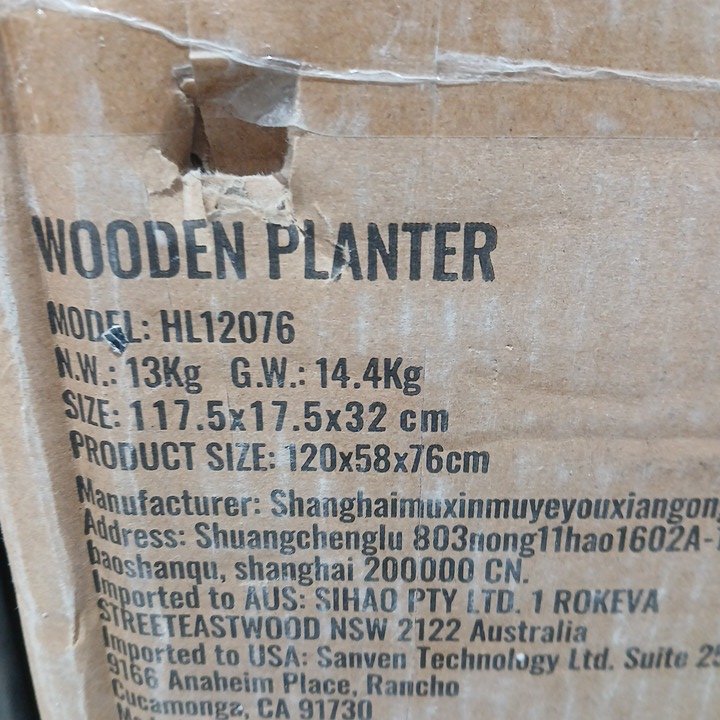 WOODEN PLANTER
MODEL: HL12076
N.W.: 13Kg G.W.: 14.4Kg
SIZE: 117.5x17.5x32 cm
PRODUCT SIZE: 120x58x76cm
Manufacturer: Shanghaimuxinmuyeyouxiangon
Address: Shuangchenglu 803nong11hao1602A-
baoshanqu, shanghai 200000 CN.
Imported to AUS: SIHAO PTY LTD. 1 ROKEVA
STREETEASTWOOD NSW 2122 Australia
Imported to USA: Sanven Technology Ltd. Suite 25
9166 Anaheim Place, Rancho
Cucamonga, CA 91730